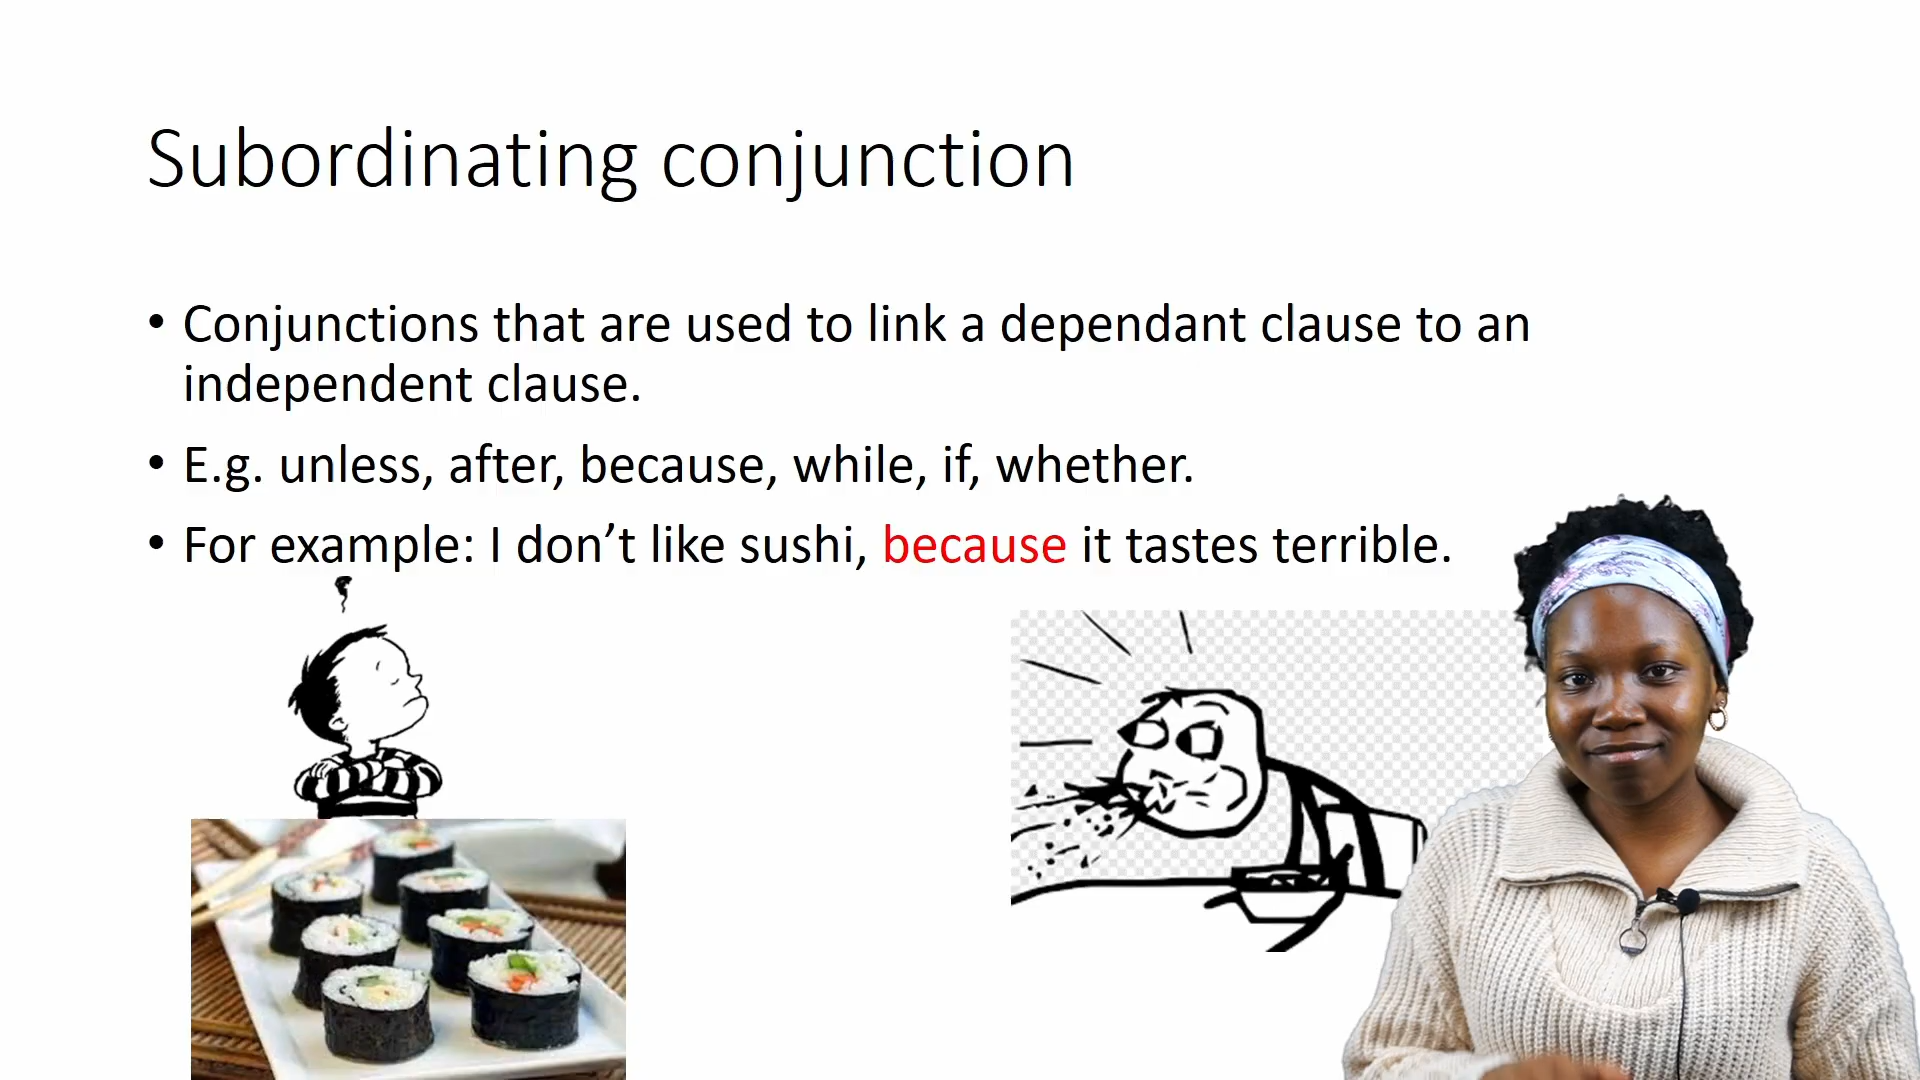 Subordinating conjunction
• Conjunctions that are used to link a dependant clause to an
independent clause.
• E.g. unless, after, because, while, if, whether.
• For example: I don’t like sushi, because it tastes terrible.